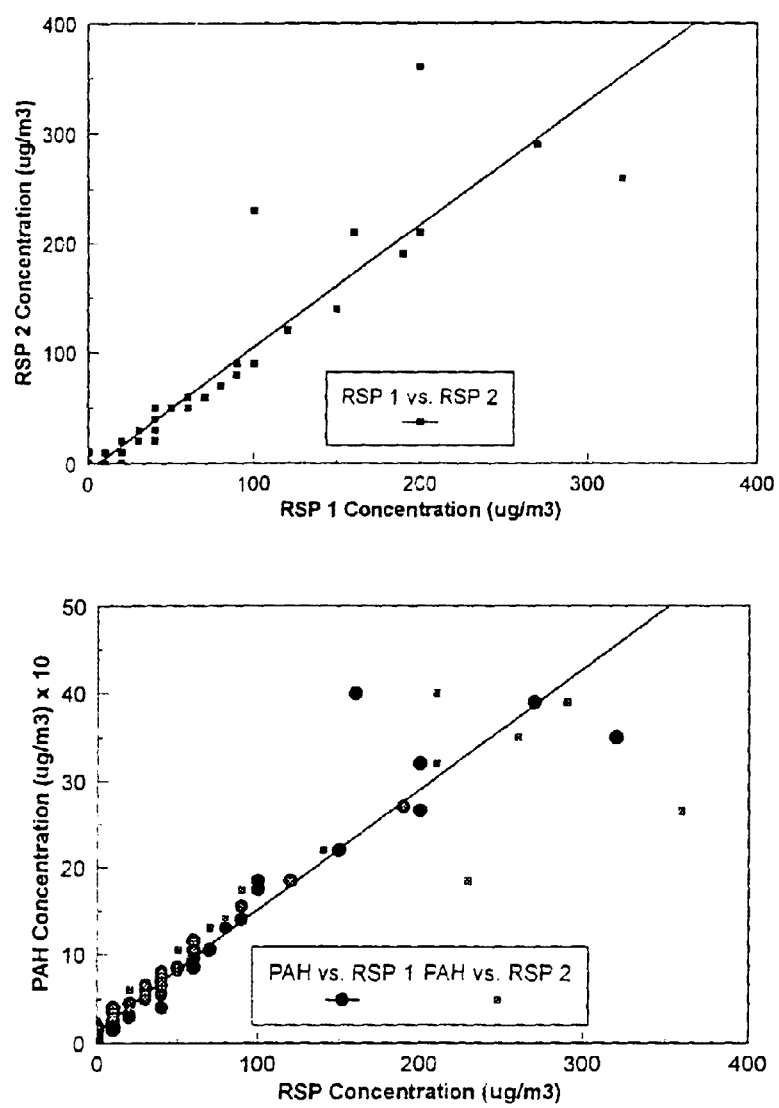 400
300
200
100
0
RSP 2 Concentration (ug/m3)
RSP 1 vs. RSP 2
0 100 200 300 400
RSP 1 Concentration (ug/m3)
50
40
30
20
10
0
PAH Concentration (ug/m3) x 10
PAH vs. RSP 1 PAH vs. RSP 2
0 100 200 300 400
RSP Concentration (ug/m3)